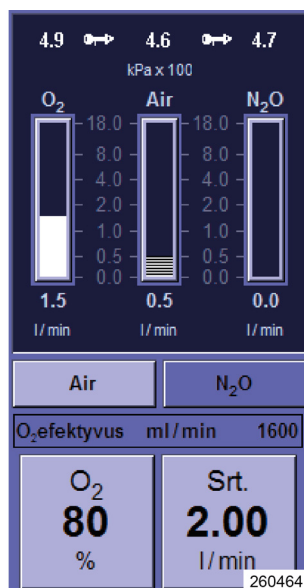 4.9 4.6 4.7
kPa x 100
O₂ Air N₂O
18.0 18.0
8.0 8.0
4.0 4.0
2.0 2.0
1.0 1.0
0.5 0.5
0.0 0.0
1.5 0.5 0.0
l/min l/min l/min
Air N₂O
O₂efektyvus ml/min 1600
O₂ Srt.
80 2.00
% l/min
260464